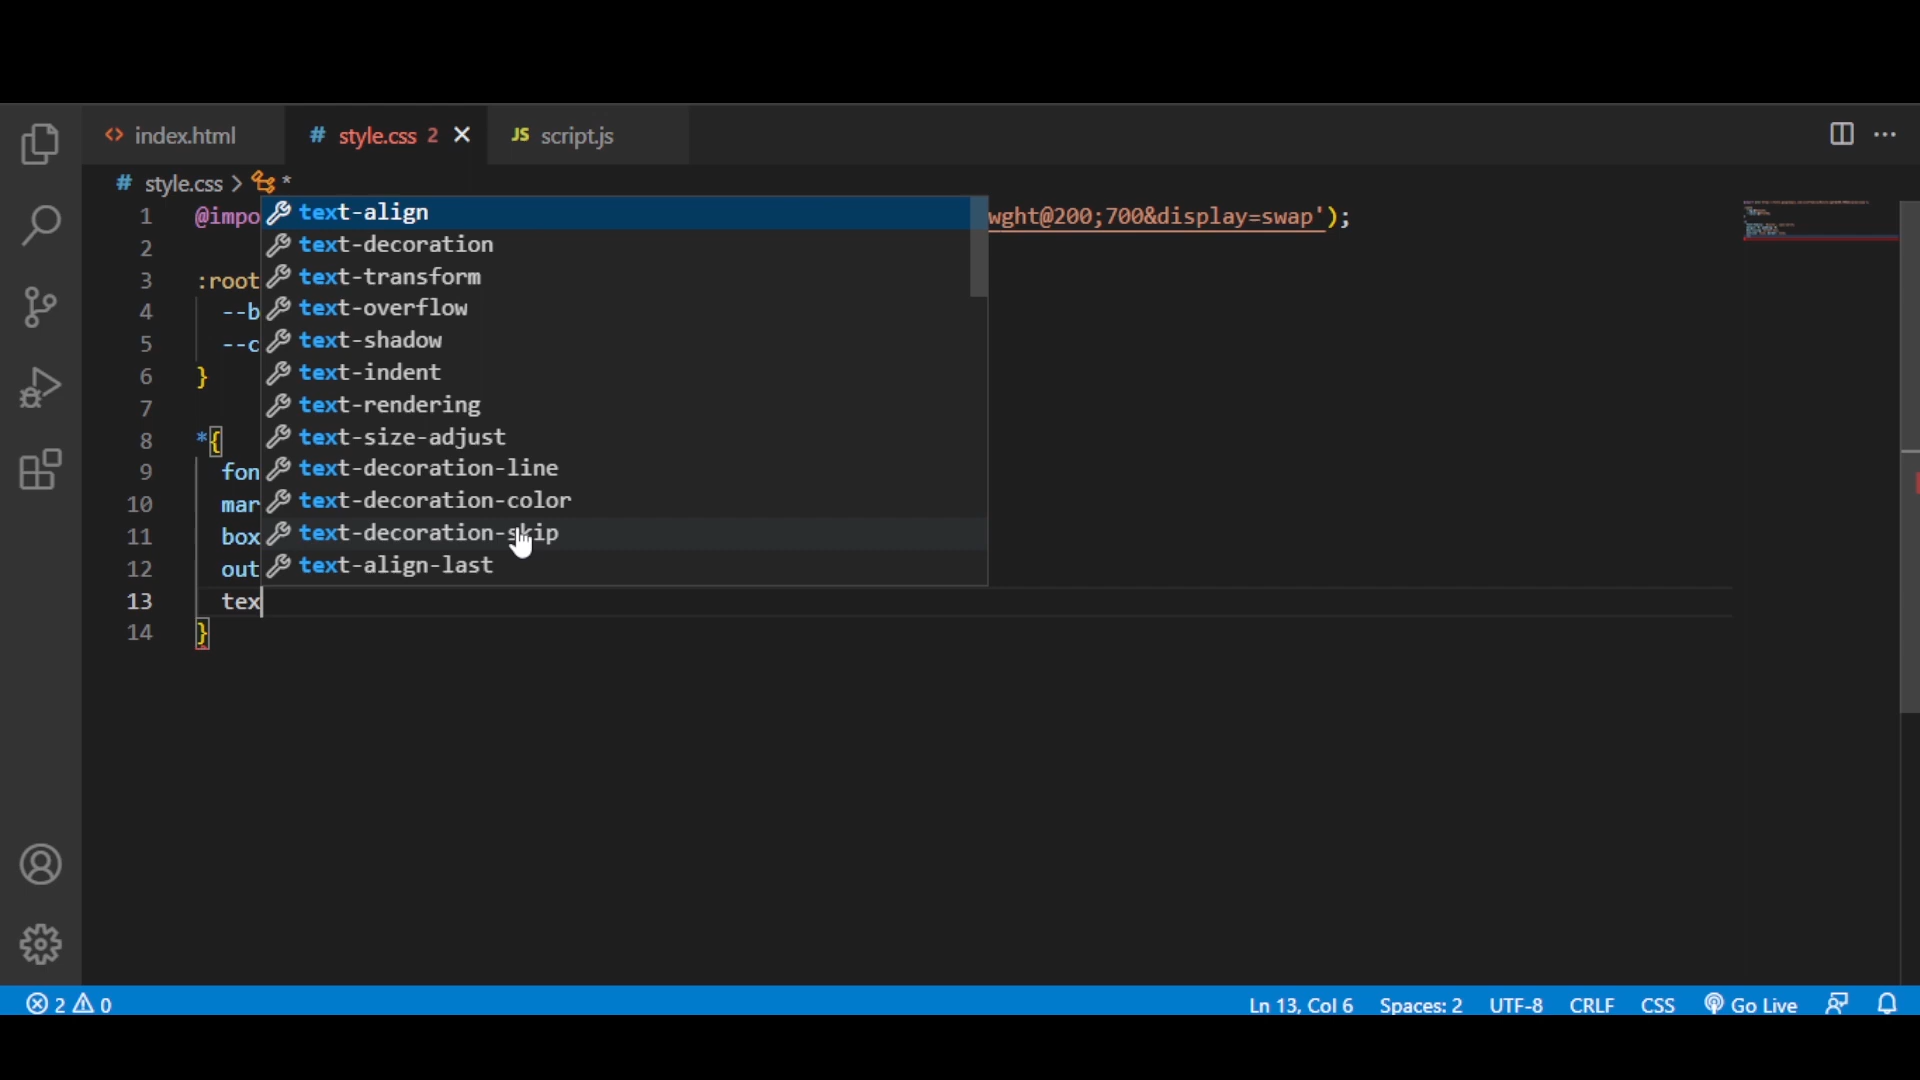 index.html
style.css 2
JS script.js
# style.css > *
1 @impo wght@200;700&display=swap');
2
3 :root
4 --b
5 --c
6 }
7
8 *{
9 fon
10 mar
11 box
12 out
13 tex
14 }
text-align
text-decoration
text-transform
text-overflow
text-shadow
text-indent
text-rendering
text-size-adjust
text-decoration-line
text-decoration-color
text-decoration-skip
text-align-last
2 0
Ln 13, Col 6 Spaces: 2 UTF-8 CRLF CSS Go Live